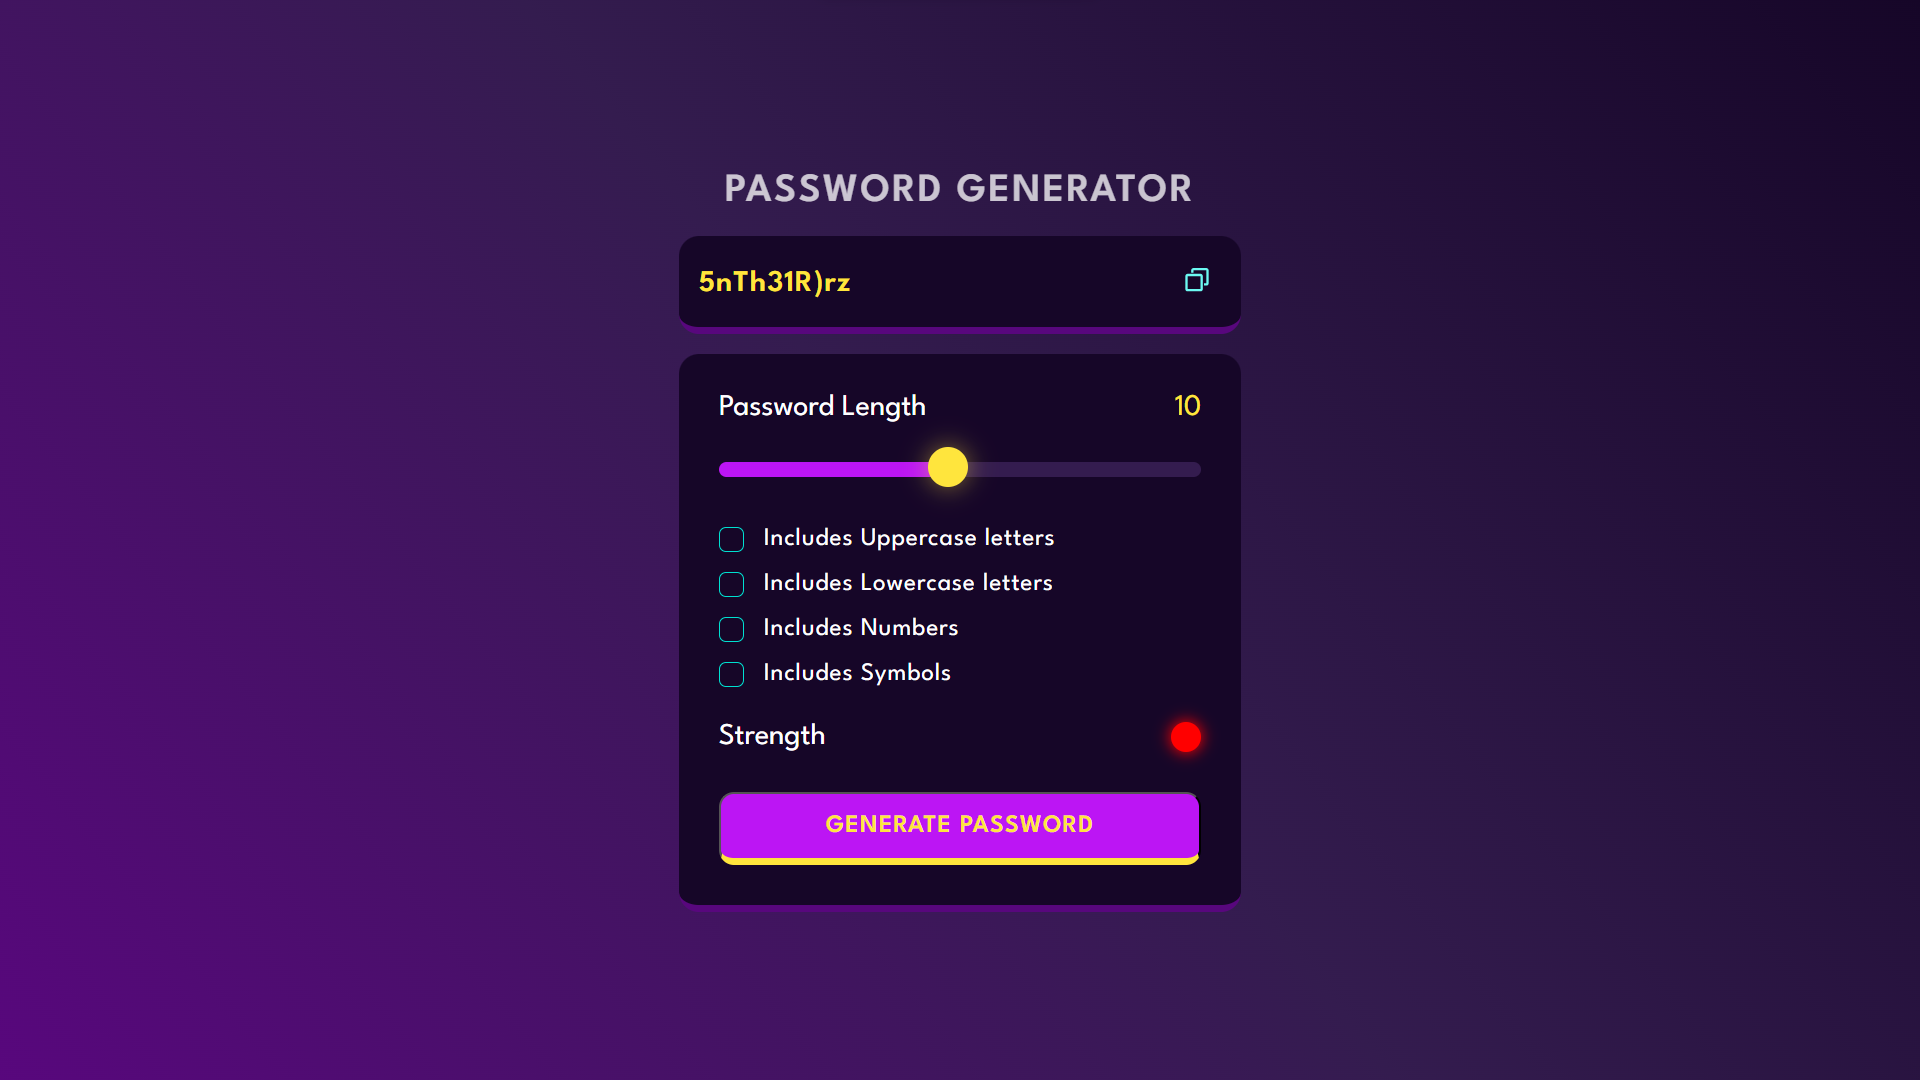 PASSWORD GENERATOR
5nTh31R)rz
Password Length 10
Includes Uppercase letters
Includes Lowercase letters
Includes Numbers
Includes Symbols
Strength
GENERATE PASSWORD